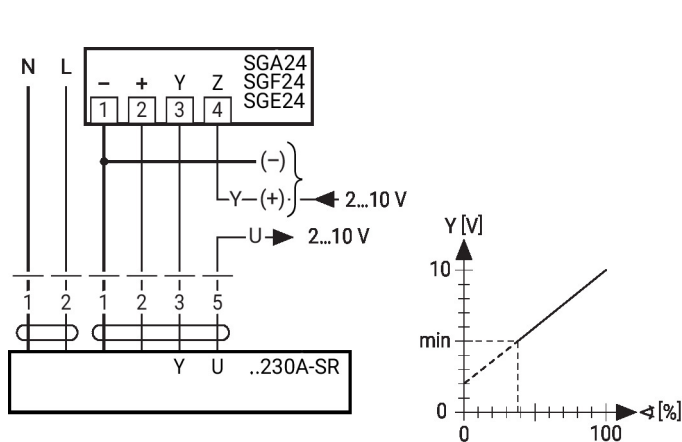 N L
SGA24
SGF24
SGE24
– + Y Z
1 2 3 4
(–)
Y (+) 2...10 V
U 2...10 V
1 2 1 2 3 5
Y U ..230A-SR
Y [V]
10
min
0
0 100
∢ [%]